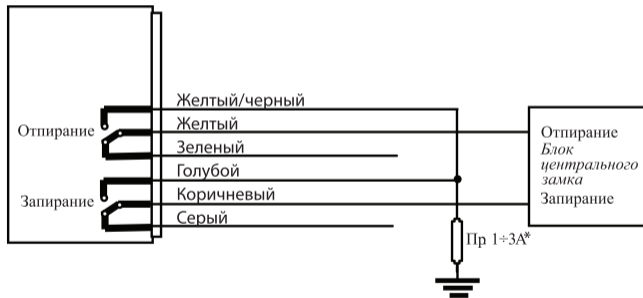 Желтый/черный
Отпирание
Желтый
Зеленый
Голубой
Запирание
Коричневый
Серый
Отпирание
Блок
центрального
замка
Запирание
Пр 1÷3А*